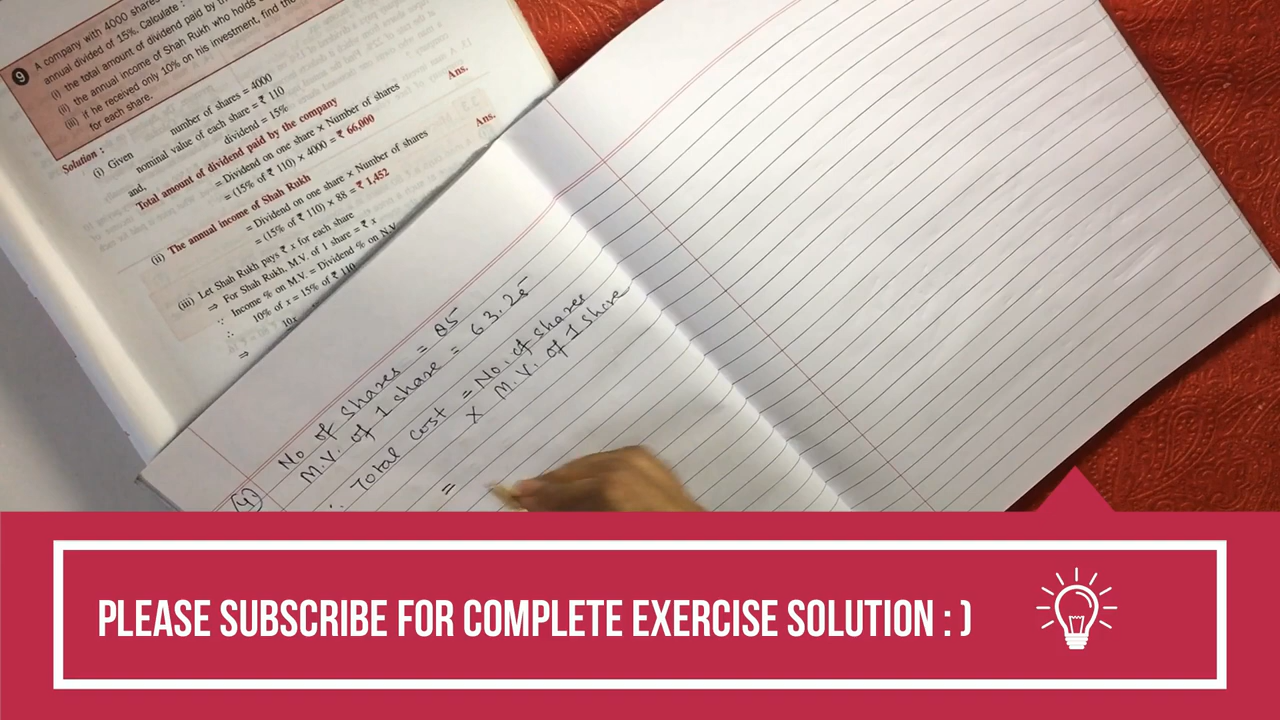 9
A company with 4000 shares
annual divided of 15%. Calculate :
(i) the total amount of dividend paid by the
(ii) the annual income of Shah Rukh who holds
(iii) if he received only 10% on his investment, find the
for each share.
Solution :
(i) Given number of shares = 4000
nominal value of each share = ₹ 110
and, dividend = 15%
Total amount of dividend paid by the company
= Dividend on one share × Number of shares
= (15% of ₹ 110) × 4000 = ₹ 66,000 Ans.
(ii) The annual income of Shah Rukh
= Dividend on one share × Number of shares
= (15% of ₹ 110) × 88 = ₹ 1,452 Ans.
(iii) Let Shah Rukh pays ₹ x for each share
⇒ For Shah Rukh, M.V. of 1 share = ₹ x
∵ Income % on M.V. = Dividend % on N.V.
∴ 10% of x = 15% of ₹ 110
⇒ 10x
4)
No of shares = 85
M.V. of 1 share = 63.25
∴ Total cost = No. of shares
× M.V. of 1 share
=
PLEASE SUBSCRIBE FOR COMPLETE EXERCISE SOLUTION : )